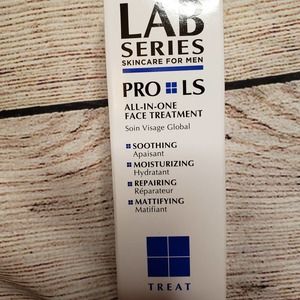 LAB
SERIES
SKINCARE FOR MEN
PRO LS
ALL-IN-ONE
FACE TREATMENT
Soin Visage Global
SOOTHING
Apaisant
MOISTURIZING
Hydratant
REPAIRING
Réparateur
MATTIFYING
Matifiant
TREAT